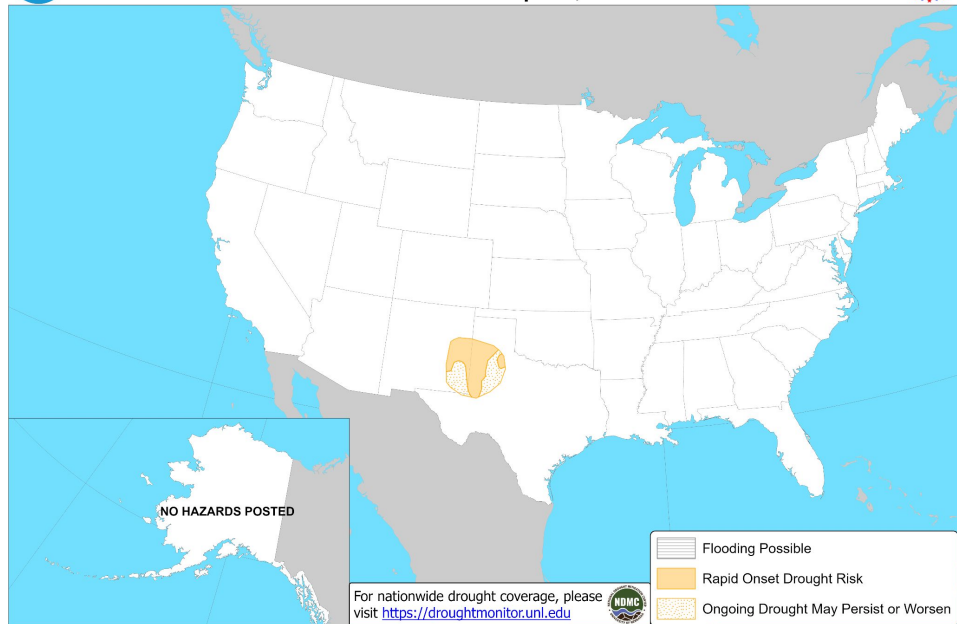 NO HAZARDS POSTED
For nationwide drought coverage, please
visit https://droughtmonitor.unl.edu
NDMC
Flooding Possible
Rapid Onset Drought Risk
Ongoing Drought May Persist or Worsen